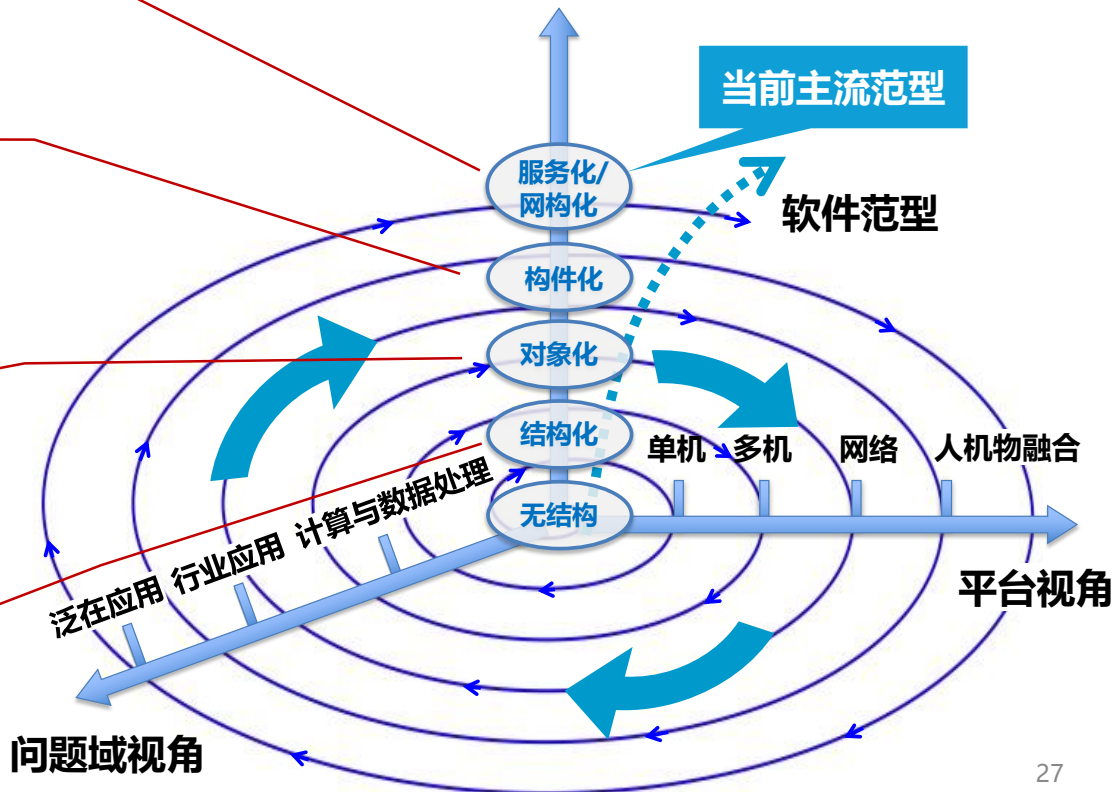 当前主流范型
服务化/
网构化
软件范型
构件化
对象化
结构化
单机 多机 网络 人机物融合
无结构
泛在应用 行业应用 计算与数据处理
平台视角
问题域视角
27